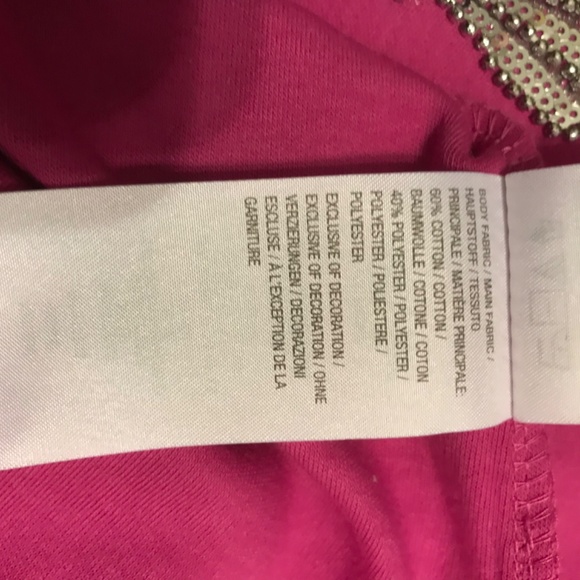 BODY FABRIC / MAIN FABRIC /
HAUPTSTOFF / TESSUTO
PRINCIPALE / MATIÈRE PRINCIPALE:
60% COTTON / COTTON /
BAUMWOLLE / COTONE / COTON
40% POLYESTER / POLYESTER /
POLYESTER / POLIESTERE /
POLYESTER
EXCLUSIVE OF DECORATION /
EXCLUSIVE OF DECORATION / OHNE
VERZIERUNGEN / DECORAZIONI
ESCLUSE / À L'EXCEPTION DE LA
GARNITURE